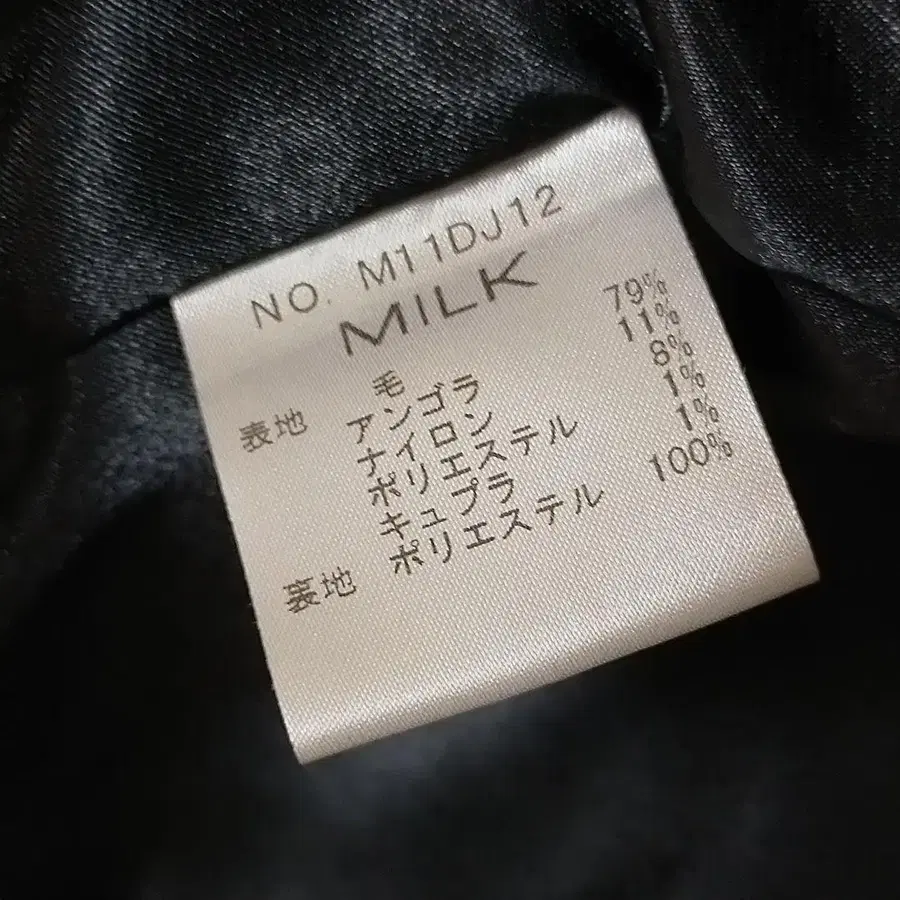 NO. M11DJ12
MILK
表地 毛 79%
アンゴラ 11%
ナイロン 8%
ポリエステル 1%
キュプラ 1%
裏地 ポリエステル 100%